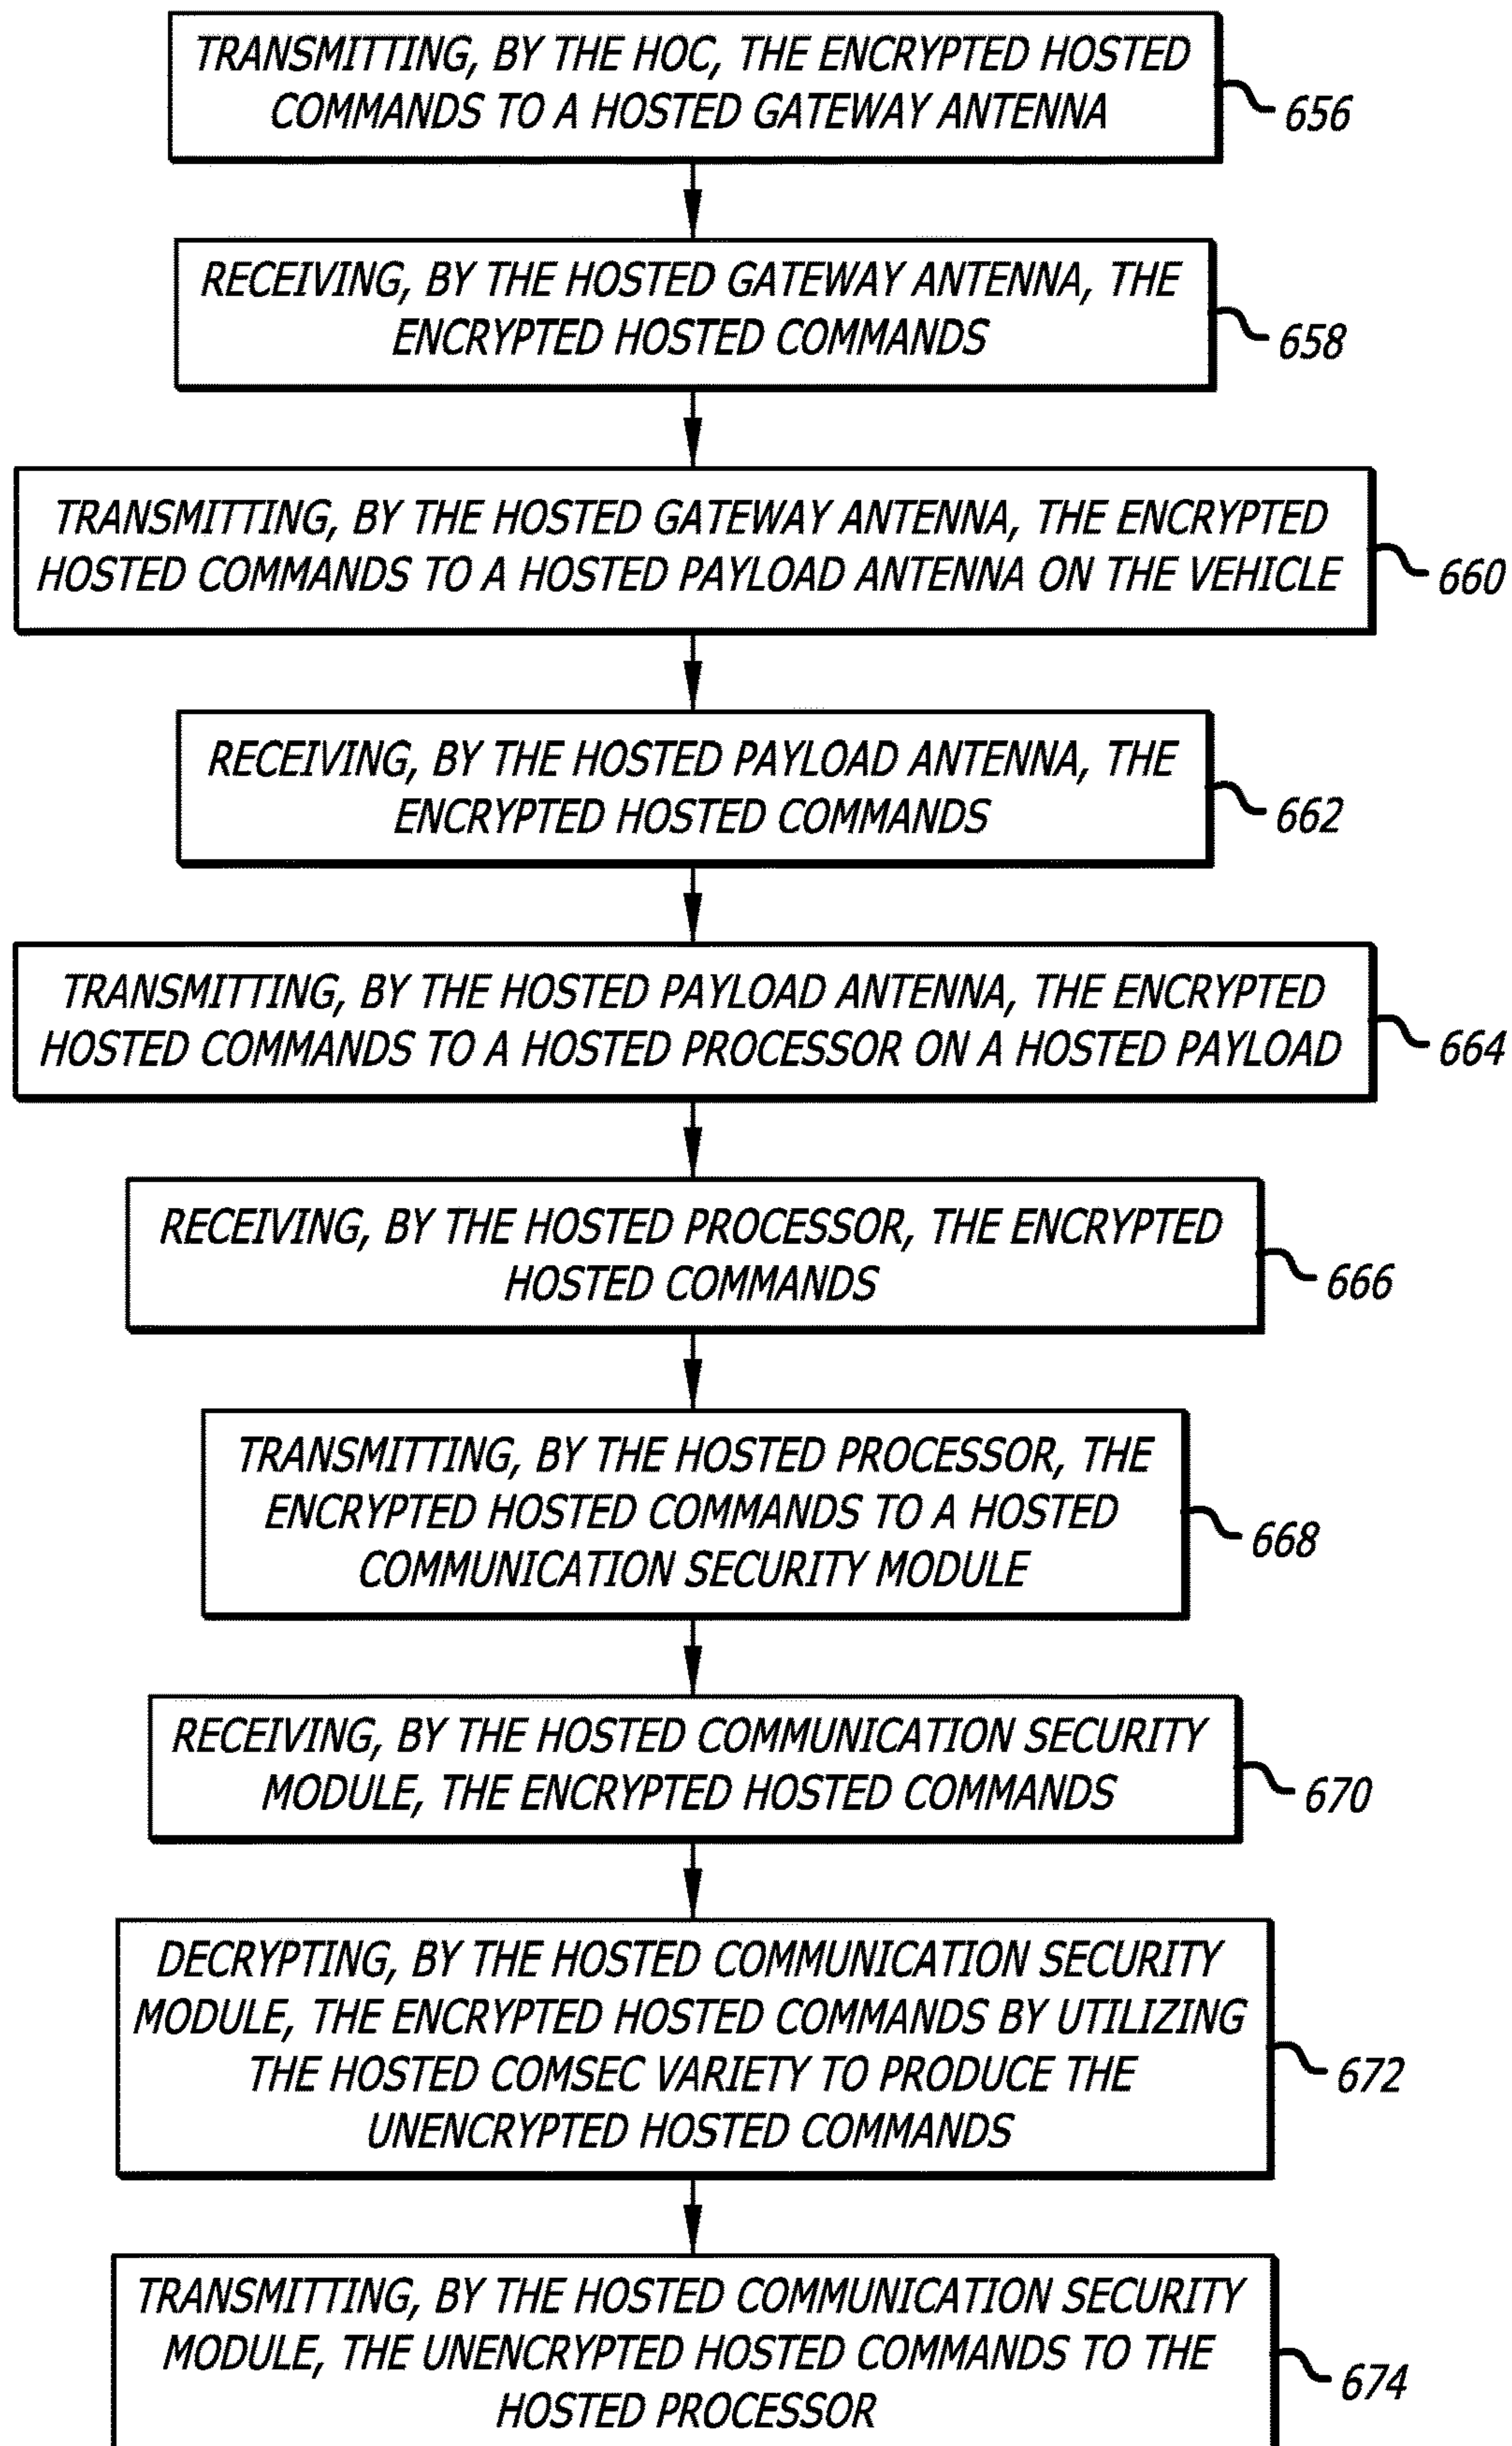 TRANSMITTING, BY THE HOC, THE ENCRYPTED HOSTED
COMMANDS TO A HOSTED GATEWAY ANTENNA
656
RECEIVING, BY THE HOSTED GATEWAY ANTENNA, THE
ENCRYPTED HOSTED COMMANDS
658
TRANSMITTING, BY THE HOSTED GATEWAY ANTENNA, THE ENCRYPTED
HOSTED COMMANDS TO A HOSTED PAYLOAD ANTENNA ON THE VEHICLE
660
RECEIVING, BY THE HOSTED PAYLOAD ANTENNA, THE
ENCRYPTED HOSTED COMMANDS
662
TRANSMITTING, BY THE HOSTED PAYLOAD ANTENNA, THE ENCRYPTED
HOSTED COMMANDS TO A HOSTED PROCESSOR ON A HOSTED PAYLOAD
664
RECEIVING, BY THE HOSTED PROCESSOR, THE ENCRYPTED
HOSTED COMMANDS
666
TRANSMITTING, BY THE HOSTED PROCESSOR, THE
ENCRYPTED HOSTED COMMANDS TO A HOSTED
COMMUNICATION SECURITY MODULE
668
RECEIVING, BY THE HOSTED COMMUNICATION SECURITY
MODULE, THE ENCRYPTED HOSTED COMMANDS
670
DECRYPTING, BY THE HOSTED COMMUNICATION SECURITY
MODULE, THE ENCRYPTED HOSTED COMMANDS BY UTILIZING
THE HOSTED COMSEC VARIETY TO PRODUCE THE
UNENCRYPTED HOSTED COMMANDS
672
TRANSMITTING, BY THE HOSTED COMMUNICATION SECURITY
MODULE, THE UNENCRYPTED HOSTED COMMANDS TO THE
HOSTED PROCESSOR
674